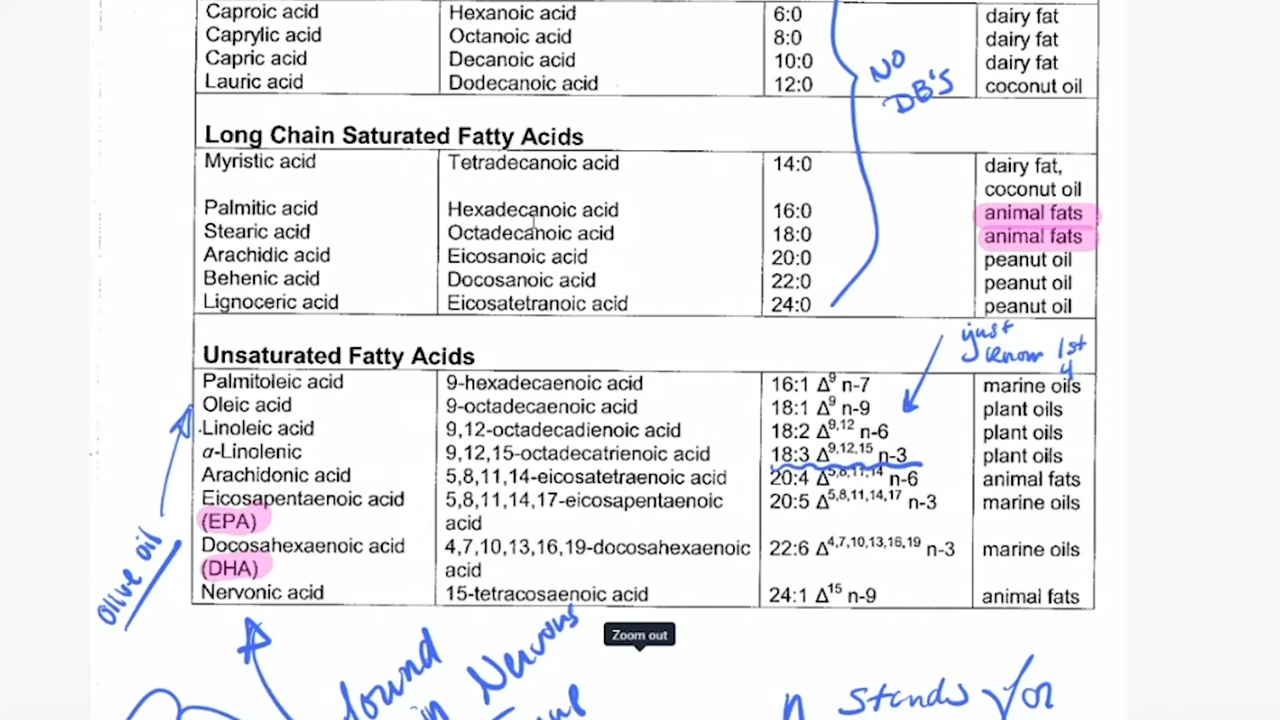 Caproic acid Hexanoic acid 6:0 dairy fat
Caprylic acid Octanoic acid 8:0 dairy fat
Capric acid Decanoic acid 10:0 dairy fat
Lauric acid Dodecanoic acid 12:0 coconut oil
NO
DB'S
Long Chain Saturated Fatty Acids
Myristic acid Tetradecanoic acid 14:0 dairy fat,
coconut oil
Palmitic acid Hexadecanoic acid 16:0 animal fats
Stearic acid Octadecanoic acid 18:0 animal fats
Arachidic acid Eicosanoic acid 20:0 peanut oil
Behenic acid Docosanoic acid 22:0 peanut oil
Lignoceric acid Eicosatetranoic acid 24:0 peanut oil
just
know 1st
4
Unsaturated Fatty Acids
Palmitoleic acid 9-hexadecaenoic acid 16:1 Δ9 n-7 marine oils
Oleic acid 9-octadecaenoic acid 18:1 Δ9 n-9 plant oils
Linoleic acid 9,12-octadecadienoic acid 18:2 Δ9,12 n-6 plant oils
α-Linolenic 9,12,15-octadecatrienoic acid 18:3 Δ9,12,15 n-3 plant oils
Arachidonic acid 5,8,11,14-eicosatetraenoic acid 20:4 Δ5,8,11,14 n-6 animal fats
Eicosapentaenoic acid 5,8,11,14,17-eicosapentaenoic 20:5 Δ5,8,11,14,17 n-3 marine oils
(EPA) acid
Docosahexaenoic acid 4,7,10,13,16,19-docosahexaenoic 22:6 Δ4,7,10,13,16,19 n-3 marine oils
(DHA) acid
Nervonic acid 15-tetracosaenoic acid 24:1 Δ15 n-9 animal fats
olive oil
Zoom out
found
in Nervous
n stands for